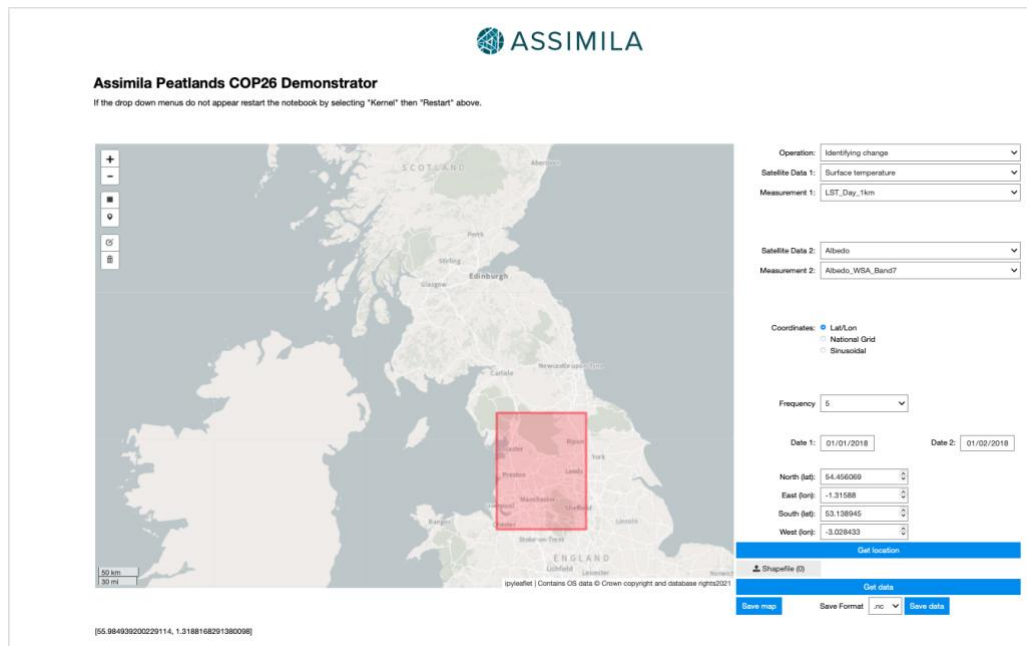 ASSIMILA
Assimila Peatlands COP26 Demonstrator
If the drop down menus do not appear restart the notebook by selecting "Kernel" then "Restart" above.
+
−
SCOTLAND
Aberdeen
Perth
Stirling
Edinburgh
Glasgow
Newcastle upon Tyne
Carlisle
Ripon
York
Preston
Leeds
Manchester
Liverpool
Sheffield
Bangor
Chester
Lincoln
Stoke-on-Trent
ENGLAND
Lichfield
Leicester
Norwich
50 km
30 mi
ipyleaflet | Contains OS data © Crown copyright and database rights2021
Operation: Identifying change
Satellite Data 1: Surface temperature
Measurement 1: LST_Day_1km
Satellite Data 2: Albedo
Measurement 2: Albedo_WSA_Band7
Coordinates: Lat/Lon
National Grid
Sinusoidal
Frequency 5
Date 1: 01/01/2018 Date 2: 01/02/2018
North (lat): 54.456069
East (lon): -1.31588
South (lat): 53.138945
West (lon): -3.028433
Get location
Shapefile (0)
Get data
Save map Save Format .nc Save data
[55.984939200229114, 1.3188168291380098]